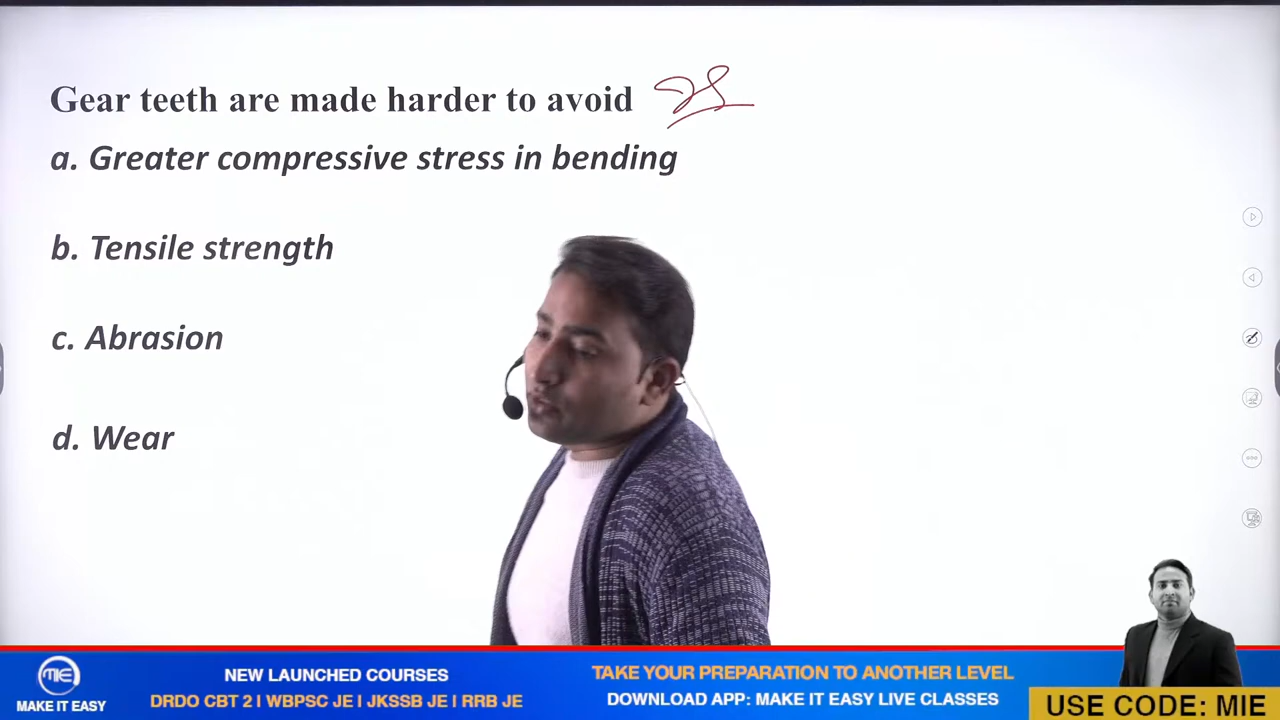 Gear teeth are made harder to avoid
a. Greater compressive stress in bending
b. Tensile strength
c. Abrasion
d. Wear
MIE
MAKE IT EASY
NEW LAUNCHED COURSES
DRDO CBT 2 I WBPSC JE I JKSSB JE I RRB JE
TAKE YOUR PREPARATION TO ANOTHER LEVEL
DOWNLOAD APP: MAKE IT EASY LIVE CLASSES
USE CODE: MIE